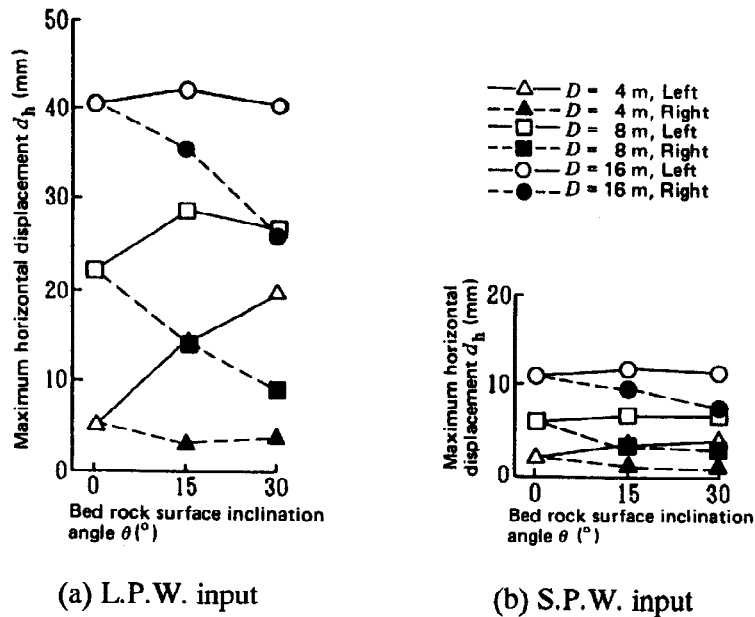 Maximum horizontal displacement dh (mm)
50
40
30
20
10
0
0 15 30
Bed rock surface inclination
angle θ (°)
(a) L.P.W. input
D = 4 m, Left
D = 4 m, Right
D = 8 m, Left
D = 8 m, Right
D = 16 m, Left
D = 16 m, Right
Maximum horizontal
displacement dh (mm)
20
10
0
0 15 30
Bed rock surface inclination
angle θ (°)
(b) S.P.W. input